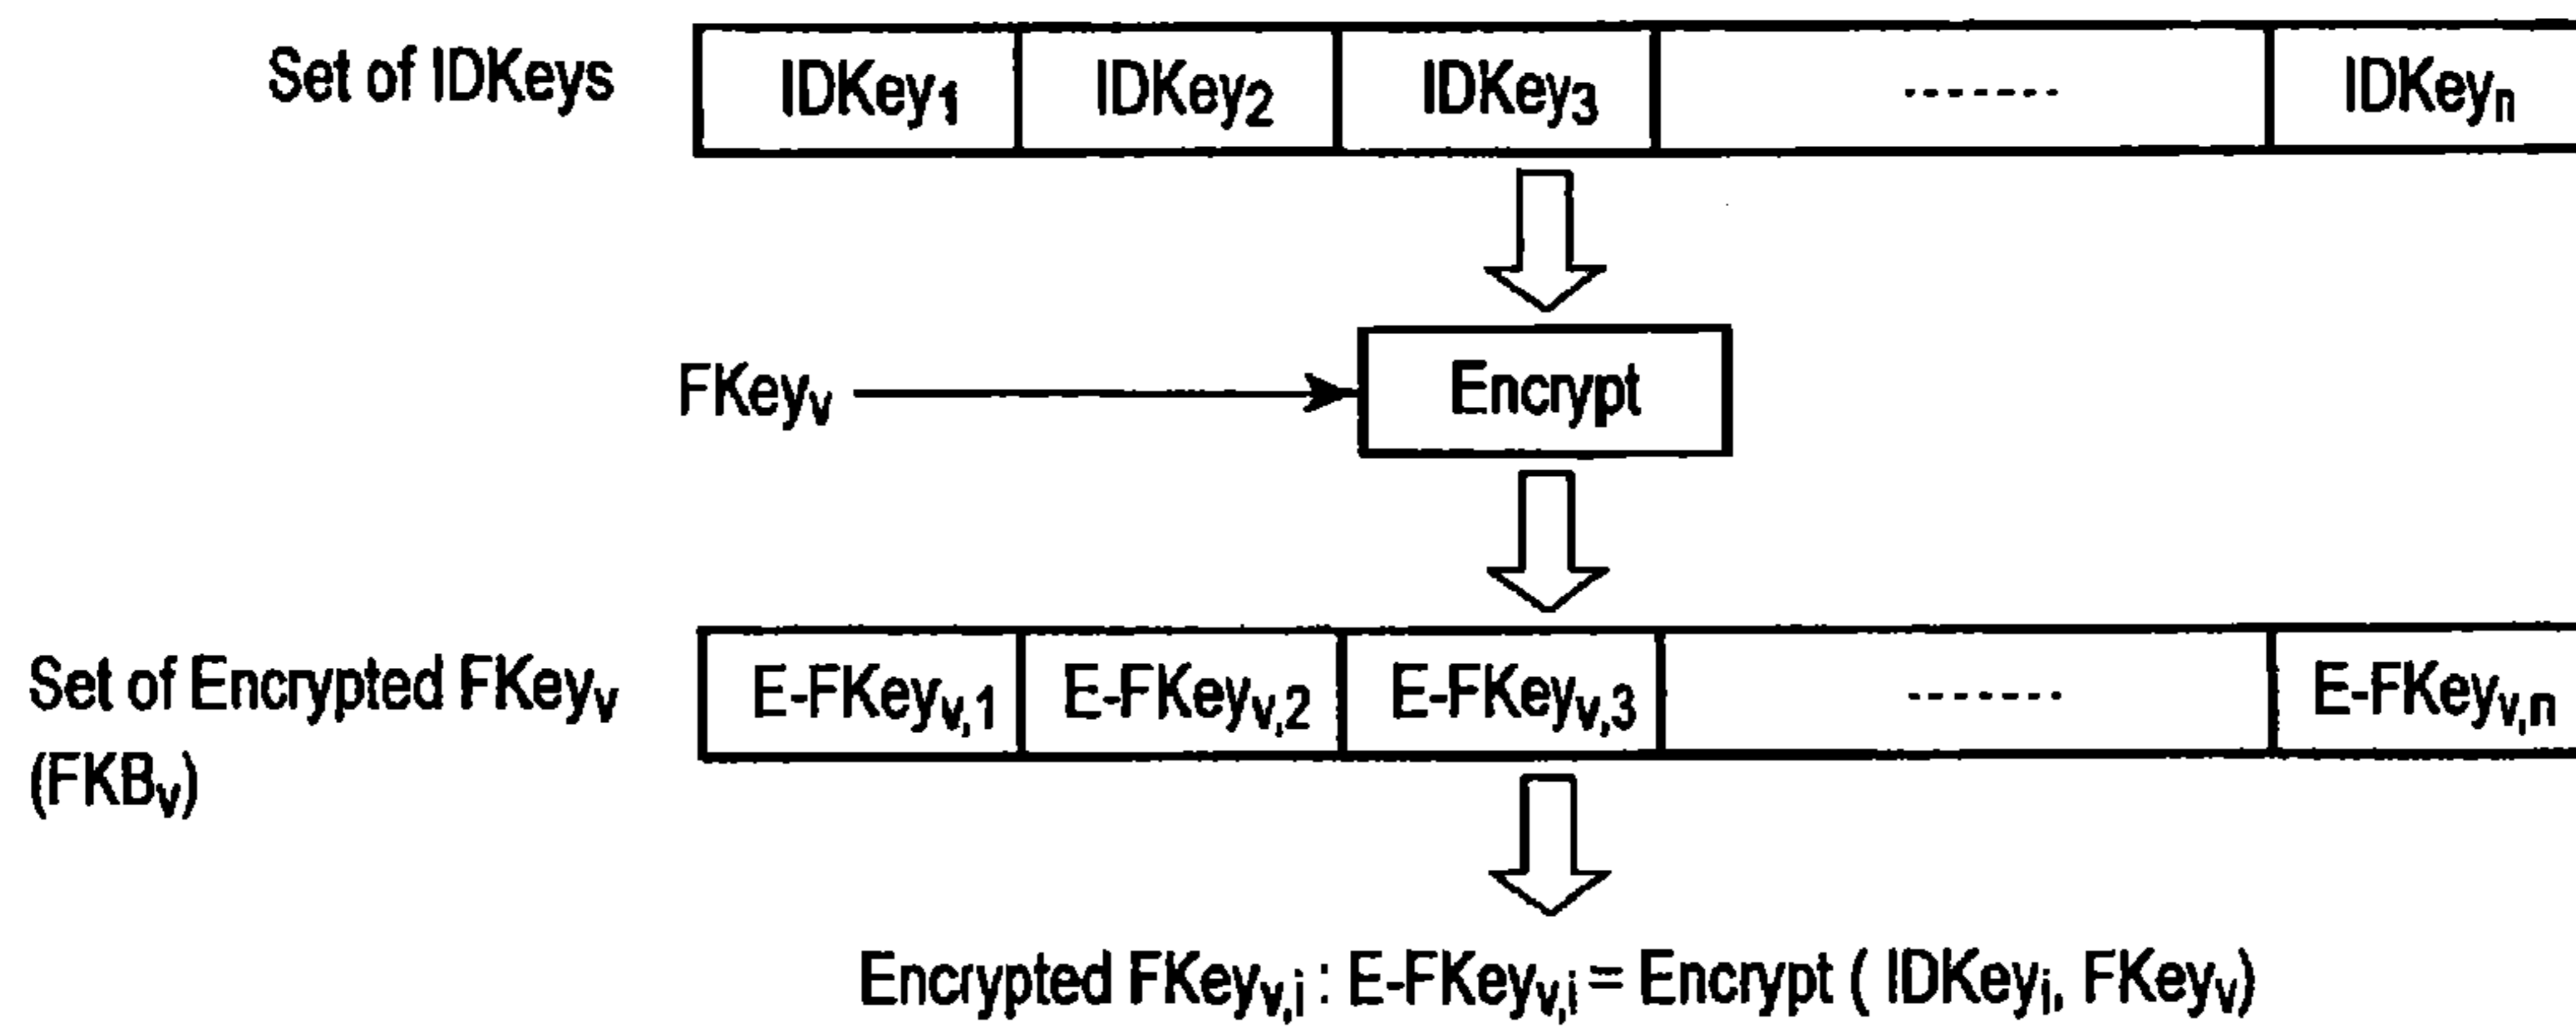 Set of IDKeys IDKey1 IDKey2 IDKey3 ------- IDKeyn
FKeyv Encrypt
Set of Encrypted FKeyv E-FKeyv,1 E-FKeyv,2 E-FKeyv,3 ------- E-FKeyv,n
(FKBv)
Encrypted FKeyv,i : E-FKeyv,i = Encrypt ( IDKeyi, FKeyv)